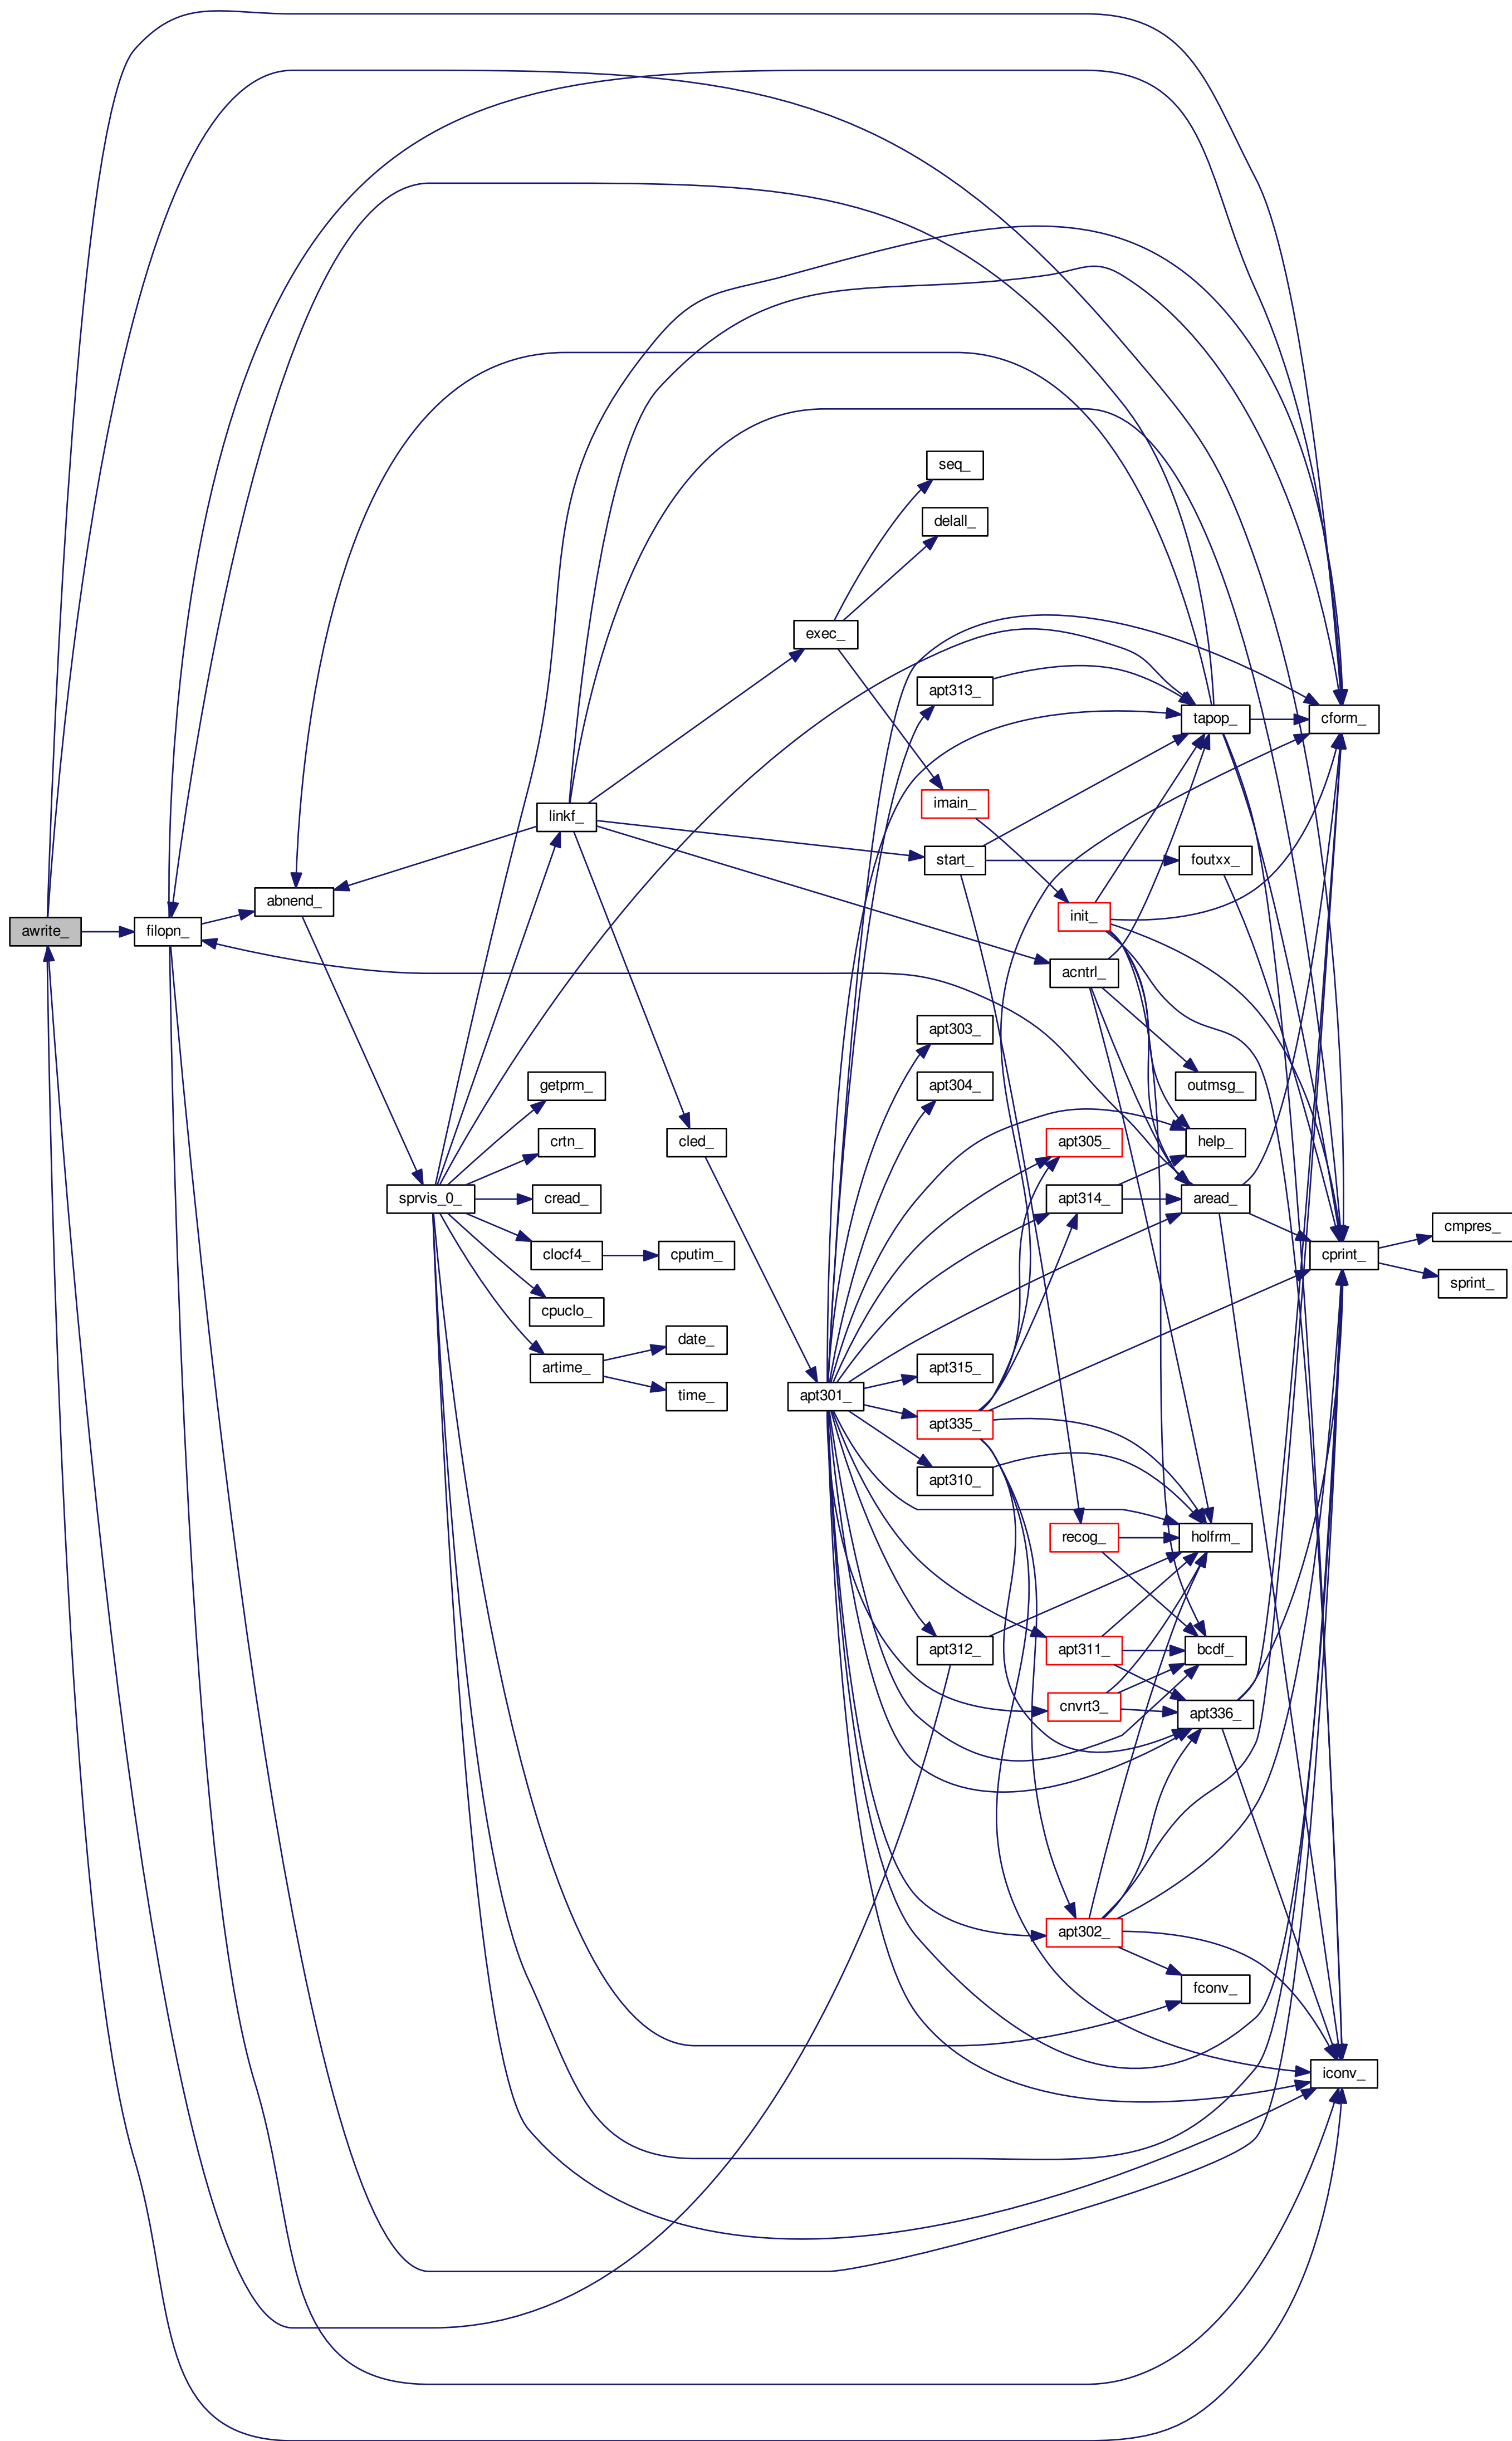 seq_
delall_
exec_
apt313_
tapop_
cform_
imain_
linkf_
start_
foutxx_
abnend_
init_
awrite_
filopn_
acntrl_
apt303_
getprm_
apt304_
outmsg_
crtn_
cled_
apt305_
help_
sprvis_0_
cread_
apt314_
aread_
cmpres_
clocf4_
cputim_
cprint_
sprint_
cpuclo_
date_
artime_
apt315_
time_
apt301_
apt335_
apt310_
recog_
holfrm_
apt312_
apt311_
bcdf_
cnvrt3_
apt336_
apt302_
fconv_
iconv_